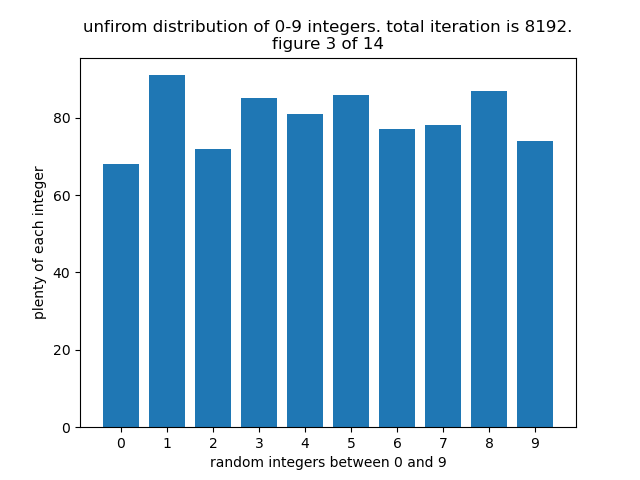 unfirom distribution of 0-9 integers. total iteration is 8192.
figure 3 of 14
80
60
40
20
0
plenty of each integer
0 1 2 3 4 5 6 7 8 9
random integers between 0 and 9